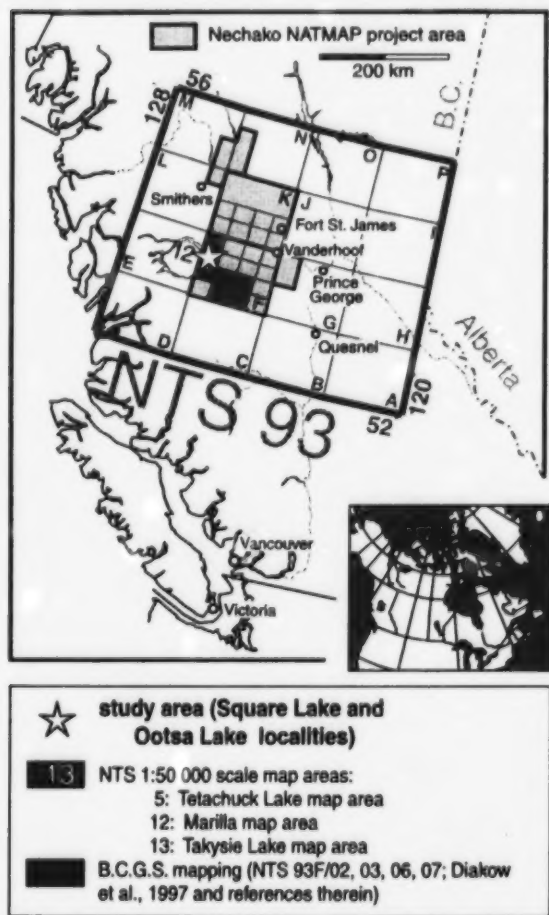 Nechako NATMAP project area
200 km
56
128
M
N
O
P
B.C.
L
K
J
I
Smithers
Fort St. James
Vanderhoof
12
E
F
Prince
George
G
H
Quesnel
Alberta
D
C
B
A
120
52
NTS 93
Vancouver
Victoria
study area (Square Lake and
Ootsa Lake localities)
13 NTS 1:50 000 scale map areas:
5: Tetachuck Lake map area
12: Marilla map area
13: Takysie Lake map area
B.C.G.S. mapping (NTS 93F/02, 03, 06, 07; Diakow
et al., 1997 and references therein)